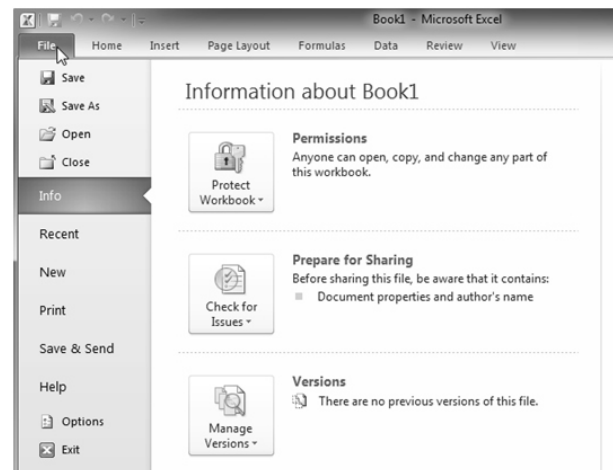 Book1 - Microsoft Excel
File Home Insert Page Layout Formulas Data Review View
Save
Save As
Open
Close
Info
Recent
New
Print
Save & Send
Help
Options
Exit
Information about Book1
Protect
Workbook
Permissions
Anyone can open, copy, and change any part of
this workbook.
Check for
Issues
Prepare for Sharing
Before sharing this file, be aware that it contains:
Document properties and author's name
Manage
Versions
Versions
There are no previous versions of this file.